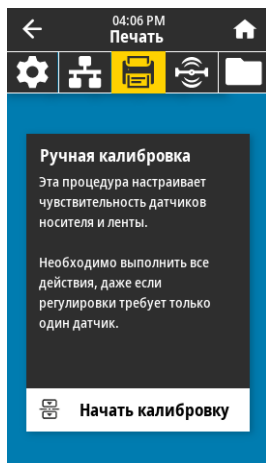 04:06 PM
Печать
Ручная калибровка
Эта процедура настраивает
чувствительность датчиков
носителя и ленты.
Необходимо выполнить все
действия, даже если
регулировки требует только
один датчик.
Начать калибровку